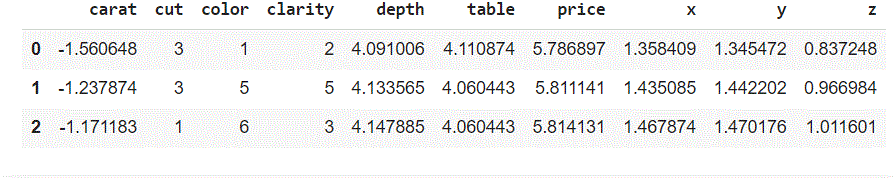 carat cut color clarity depth table price x y z
0 -1.560648 3 1 2 4.091006 4.110874 5.786897 1.358409 1.345472 0.837248
1 -1.237874 3 5 5 4.133565 4.060443 5.811141 1.435085 1.442202 0.966984
2 -1.171183 1 6 3 4.147885 4.060443 5.814131 1.467874 1.470176 1.011601